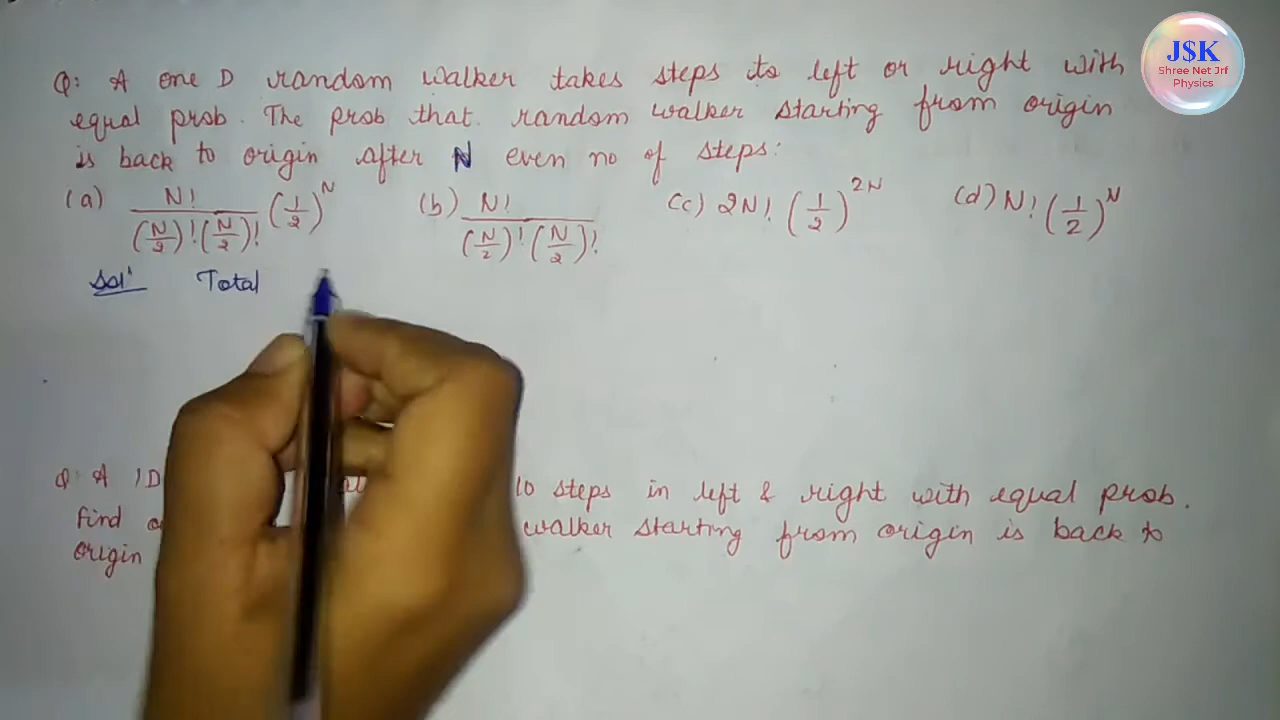 J$K
Shree Net Jrf
Physics
Q: A one D random walker takes steps to left or right with
equal prob. The prob that random walker starting from origin
is back to origin after N even no of steps:
(a) N! / (N/2)! (N/2)! (1/2)^N (b) N! / (N/2)! (N/2)! (c) 2N! (1/2)^2N (d) N! (1/2)^N
Sol Total
Q A 1D 10 steps in left & right with equal prob.
find walker starting from origin is back to
origin